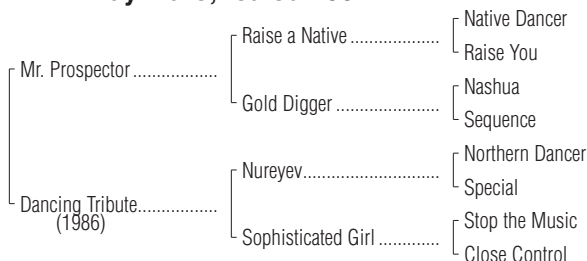 Native Dancer
Raise a Native ....................
Raise You
Mr. Prospector .................
Nashua
Gold Digger .......................
Sequence
Northern Dancer
Nureyev..............................
Special
Dancing Tribute.................
(1986)
Stop the Music
Sophisticated Girl .............
Close Control